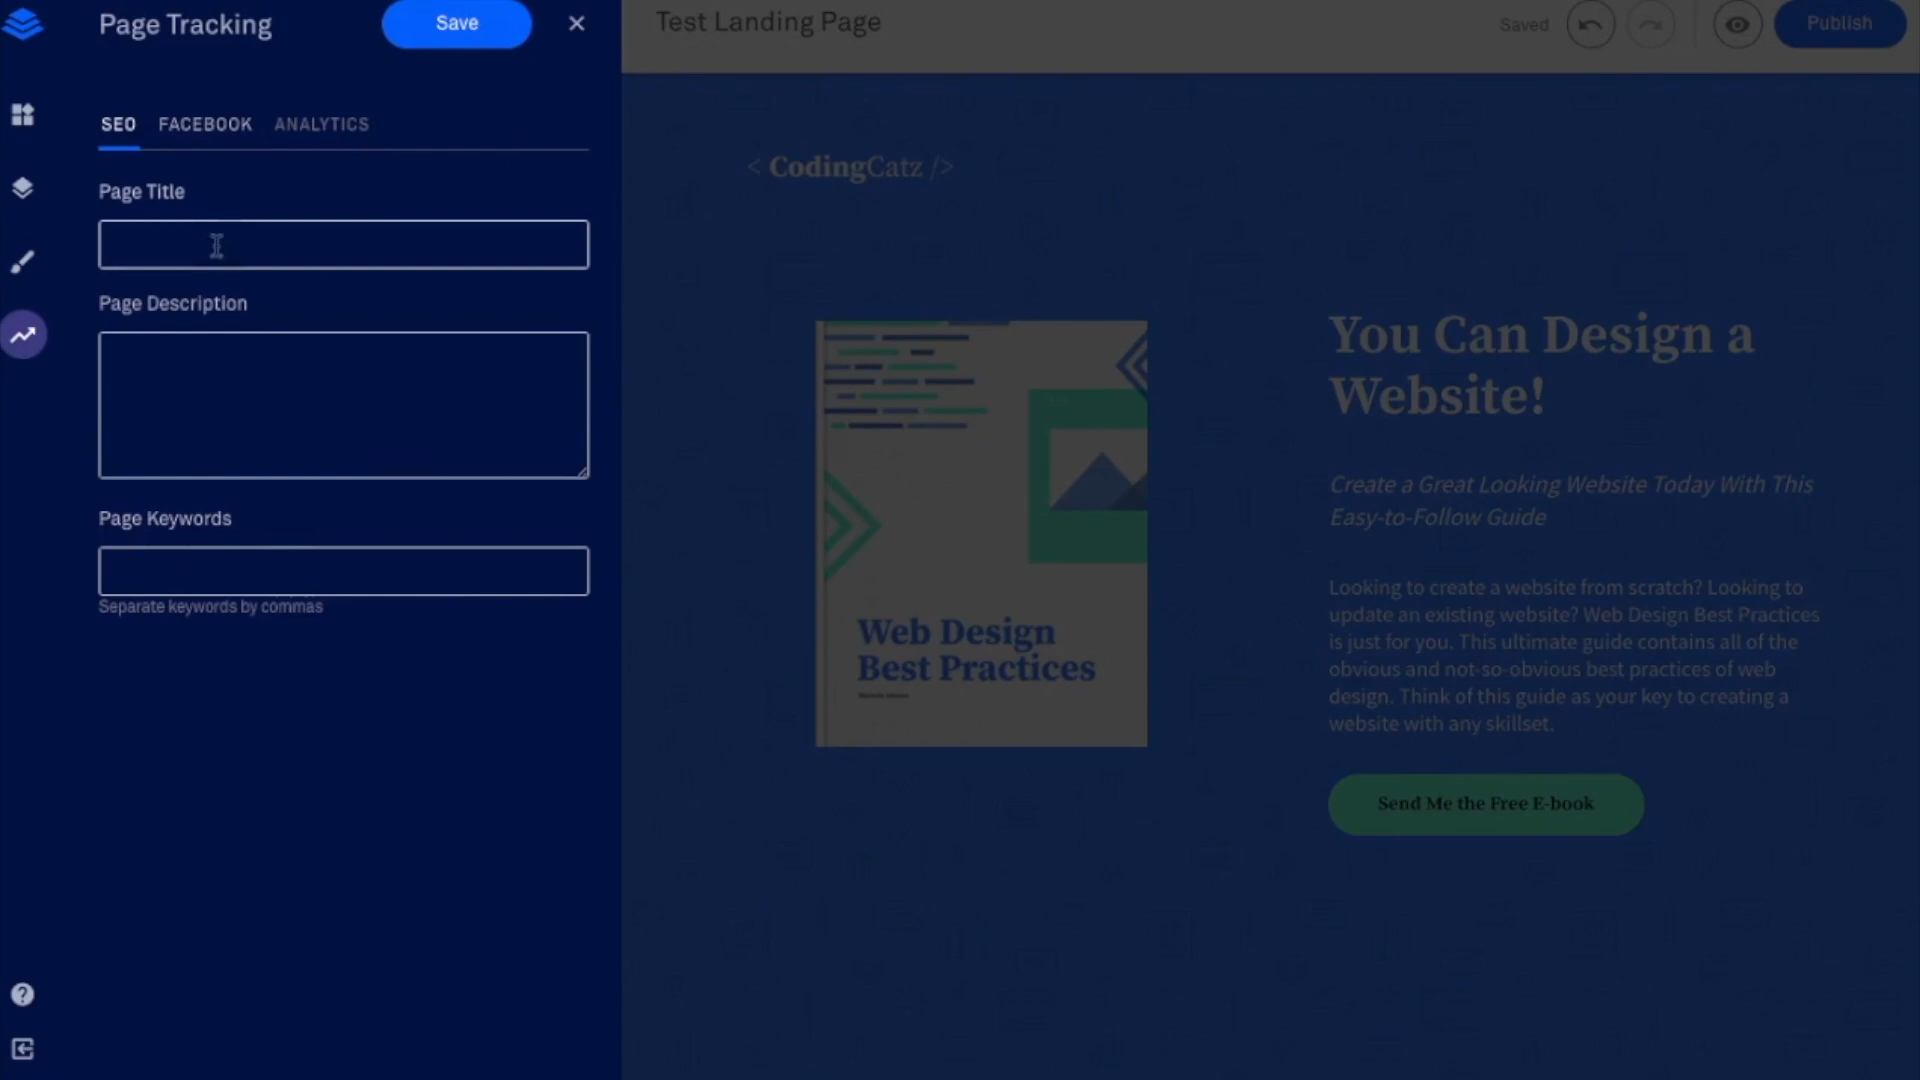 Page Tracking
Save
Test Landing Page
Saved
Publish
SEO
FACEBOOK
ANALYTICS
Page Title
Page Description
Page Keywords
Separate keywords by commas
< CodingCatz />
Web Design
Best Practices
You Can Design a
Website!
Create a Great Looking Website Today With This
Easy-to-Follow Guide
Looking to create a website from scratch? Looking to
update an existing website? Web Design Best Practices
is just for you. This ultimate guide contains all of the
obvious and not-so-obvious best practices of web
design. Think of this guide as your key to creating a
website with any skillset.
Send Me the Free E-book